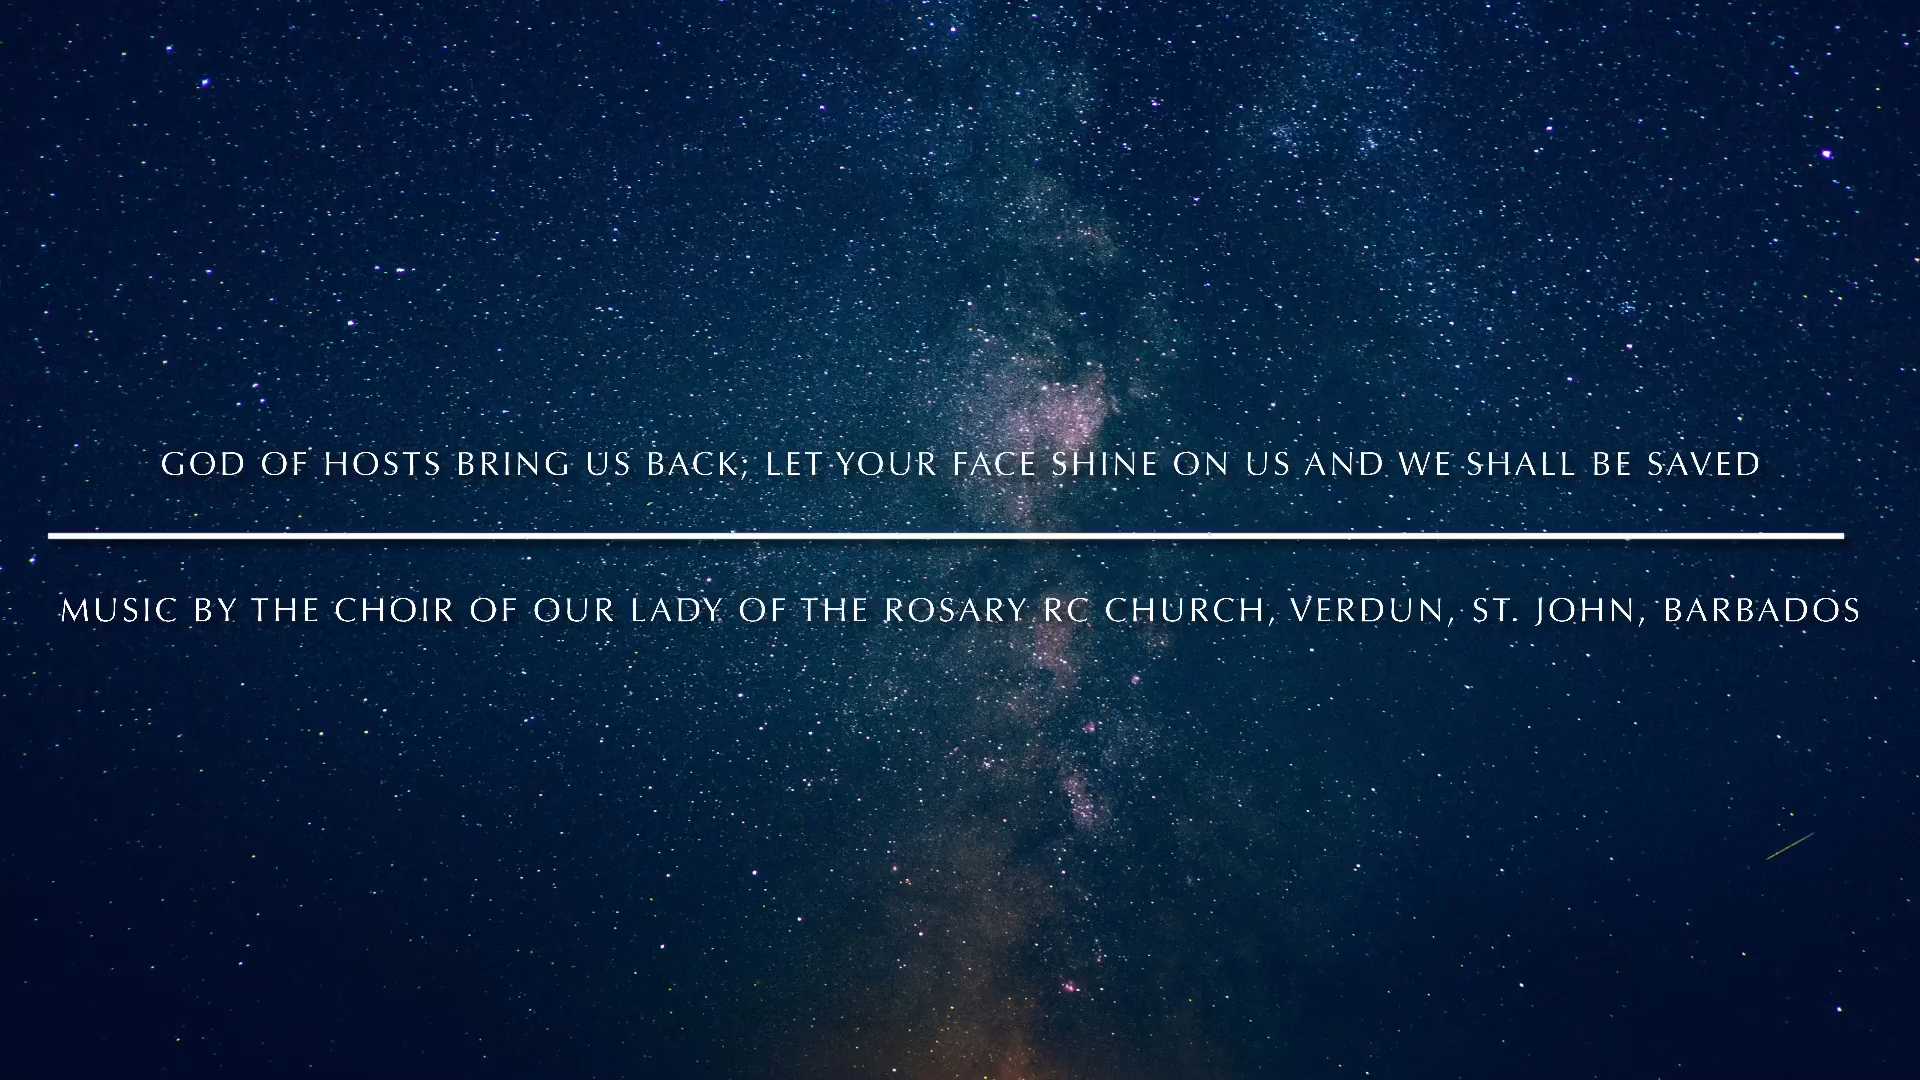 GOD OF HOSTS BRING US BACK; LET YOUR FACE SHINE ON US AND WE SHALL BE SAVED
MUSIC BY THE CHOIR OF OUR LADY OF THE ROSARY RC CHURCH, VERDUN, ST. JOHN, BARBADOS